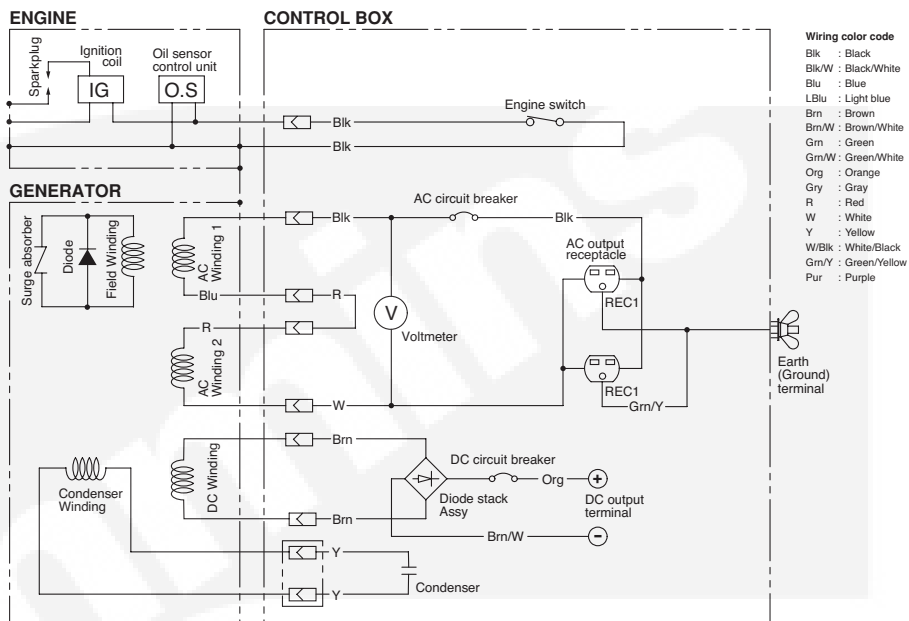 ENGINE
CONTROL BOX
Sparkplug
Ignition
coil
IG
Oil sensor
control unit
O.S
Engine switch
Blk
Blk
GENERATOR
Surge absorber
Diode
Field Winding
AC
Winding 1
Blk
Blu
R
AC circuit breaker
Blk
AC output
receptacle
REC1
V
Voltmeter
R
AC
Winding 2
W
REC1
Grn/Y
Earth
(Ground)
terminal
DC Winding
Brn
Brn
DC circuit breaker
Org
+
Diode stack
Assy
DC output
terminal
Brn/W
−
Condenser
Winding
Y
Y
Condenser
Wiring color code
Blk : Black
Blk/W : Black/White
Blu : Blue
LBlu : Light blue
Brn : Brown
Brn/W : Brown/White
Grn : Green
Grn/W : Green/White
Org : Orange
Gry : Gray
R : Red
W : White
Y : Yellow
W/Blk : White/Black
Grn/Y : Green/Yellow
Pur : Purple